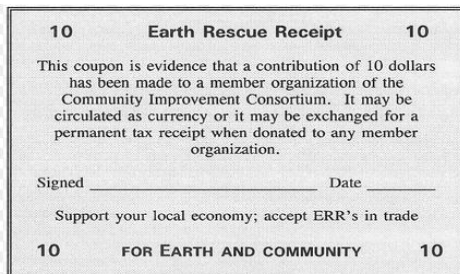 10 Earth Rescue Receipt 10
This coupon is evidence that a contribution of 10 dollars
has been made to a member organization of the
Community Improvement Consortium. It may be
circulated as currency or it may be exchanged for a
permanent tax receipt when donated to any member
organization.
Signed Date
Support your local economy; accept ERR's in trade
10 FOR EARTH AND COMMUNITY 10